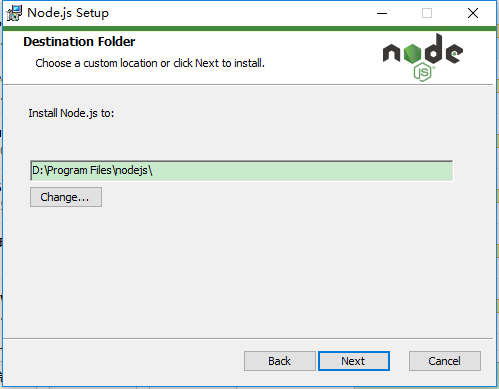 Node.js Setup
Destination Folder
Choose a custom location or click Next to install.
node
JS
Install Node.js to:
D:\Program Files\nodejs\
Change...
Back
Next
Cancel